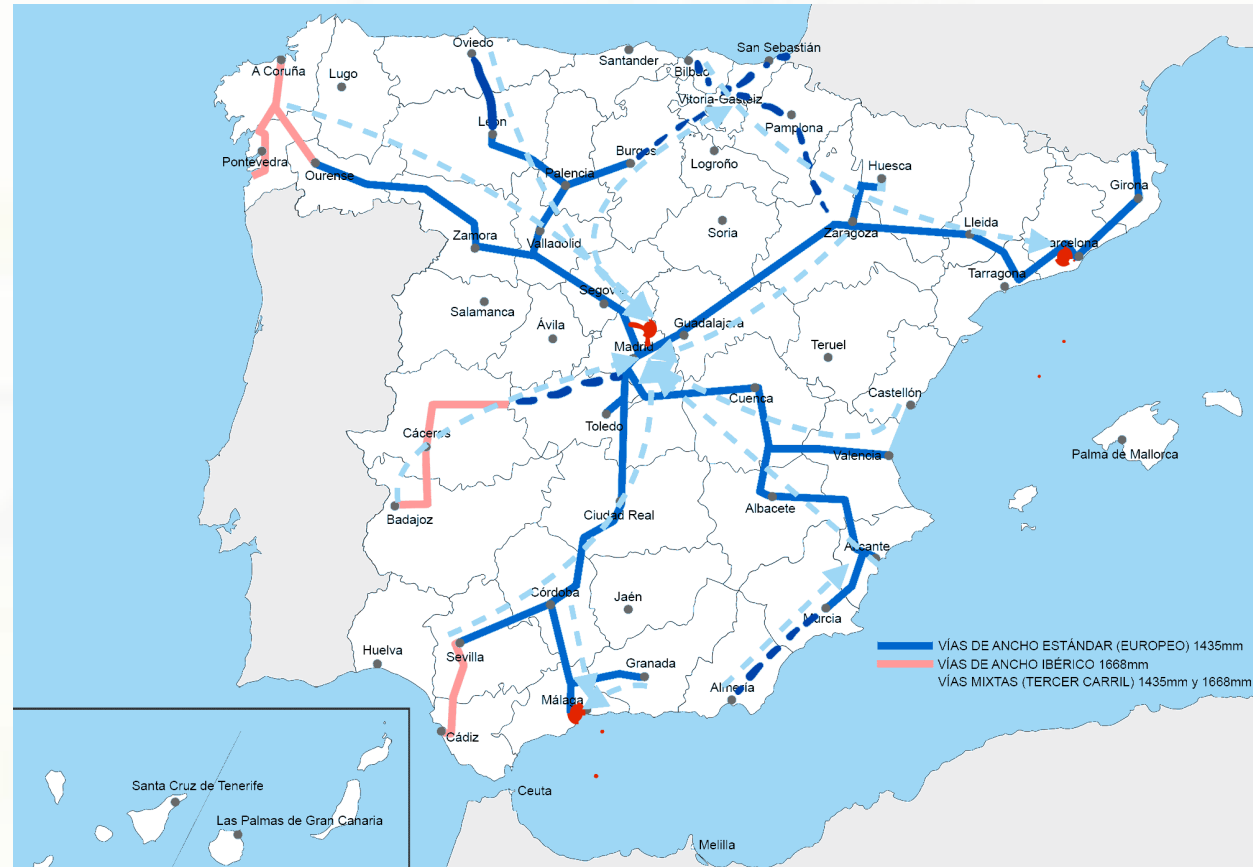 Oviedo
Santander
San Sebastián
Bilbao
A Coruña
Lugo
Vitoria-Gasteiz
León
Pamplona
Pontevedra
Ourense
Burgos
Logroño
Palencia
Huesca
Girona
Zamora
Valladolid
Soria
Zaragoza
Lleida
Barcelona
Tarragona
Segov
Salamanca
Ávila
Guadalajara
Madrid
Teruel
Cuenca
Castellón
Toledo
Cáceres
Valencia
Palma de Mallorca
Badajoz
Ciudad Real
Albacete
Alicante
Córdoba
Jaén
Murcia
Huelva
Sevilla
Granada
Almería
Málaga
Cádiz
VÍAS DE ANCHO ESTÁNDAR (EUROPEO) 1435mm
VÍAS DE ANCHO IBÉRICO 1668mm
VÍAS MIXTAS (TERCER CARRIL) 1435mm y 1668mm
Santa Cruz de Tenerife
Las Palmas de Gran Canaria
Ceuta
Melilla